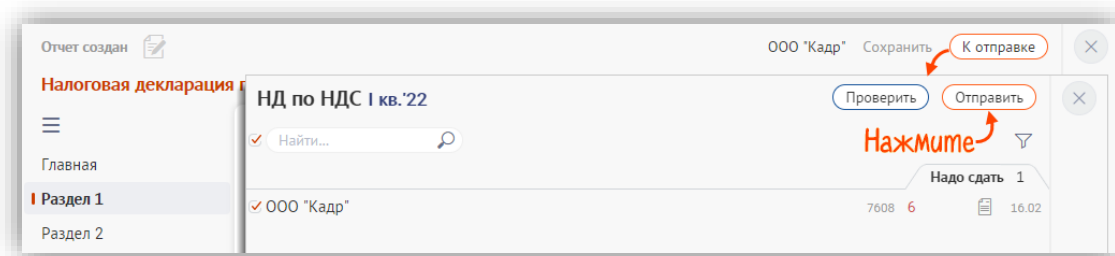 Отчет создан ООО "Кадр" Сохранить К отправке
Налоговая декларация
НД по НДС I кв.'22 Проверить Отправить
Найти... Нажмите
Главная
Надо сдать 1
Раздел 1 ООО "Кадр" 7608 6 16.02
Раздел 2